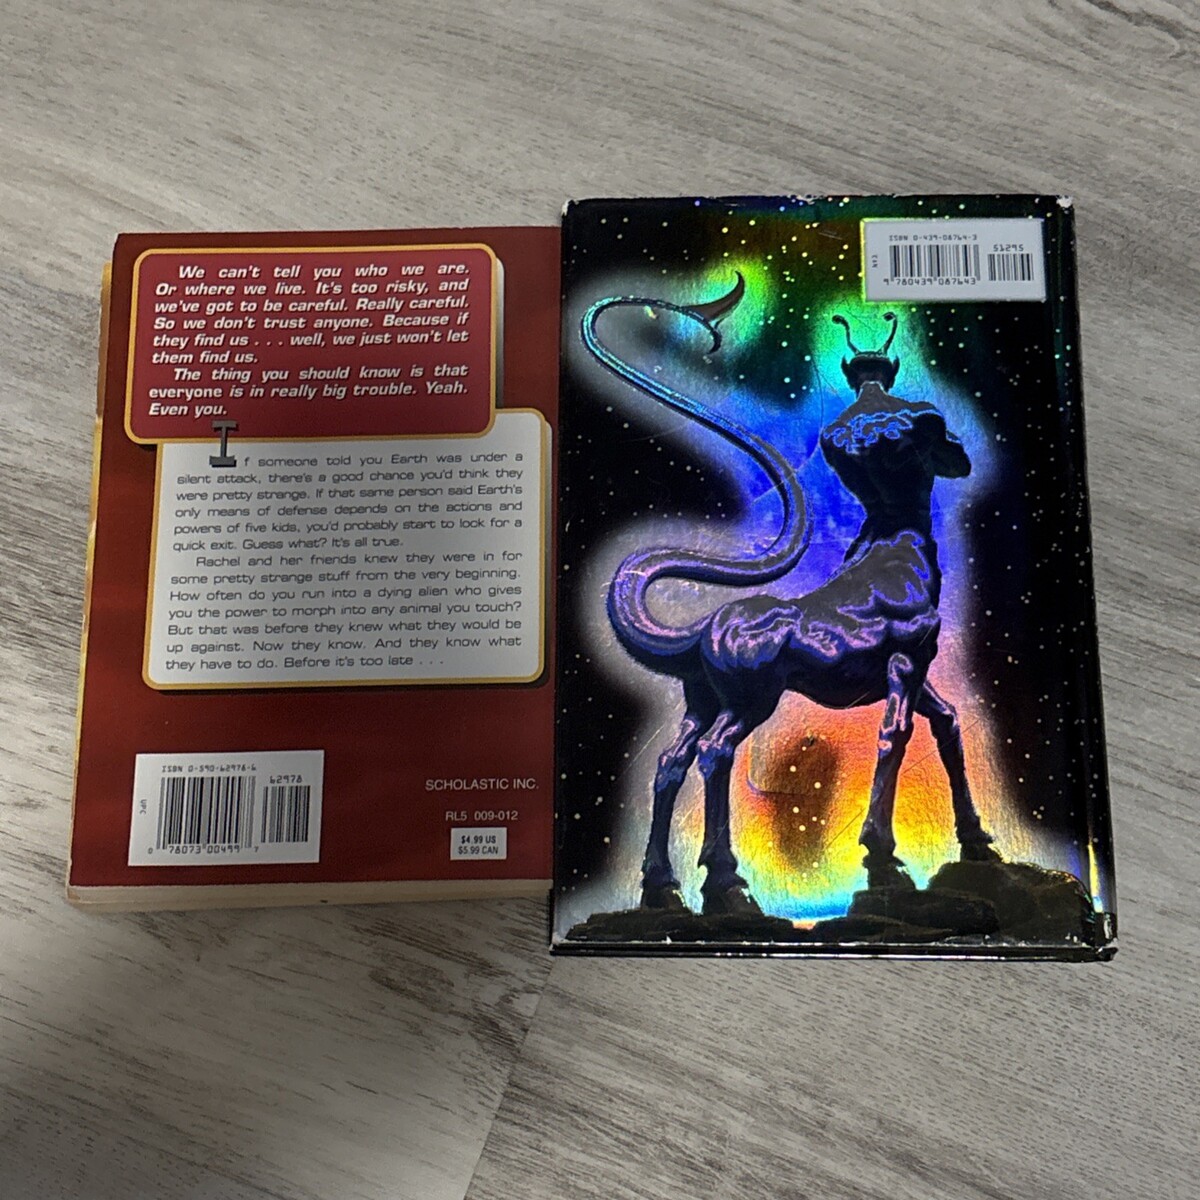 We can't tell you who we are.
Or where we live. It's too risky, and
we've got to be careful. Really careful.
So we don't trust anyone. Because if
they find us . . . well, we just won't let
them find us.
The thing you should know is that
everyone is in really big trouble. Yeah.
Even you.
If someone told you Earth was under a
silent attack, there's a good chance you'd think they
were pretty strange. If that same person said Earth's
only means of defense depends on the actions and
powers of five kids, you'd probably start to look for a
quick exit. Guess what? It's all true.
Rachel and her friends knew they were in for
some pretty strange stuff from the very beginning.
How often do you run into a dying alien who gives
you the power to morph into any animal you touch?
But that was before they knew what they would be
up against. Now they know. And they know what
they have to do. Before it's too late . . .
ISBN 0-590-62978-6
62978
UPC
0 78073 00499 7
SCHOLASTIC INC.
RL5 009-012
$4.99 US
$5.99 CAN
ISBN 0-439-08764-3
51295
EAN
9 780439 087643